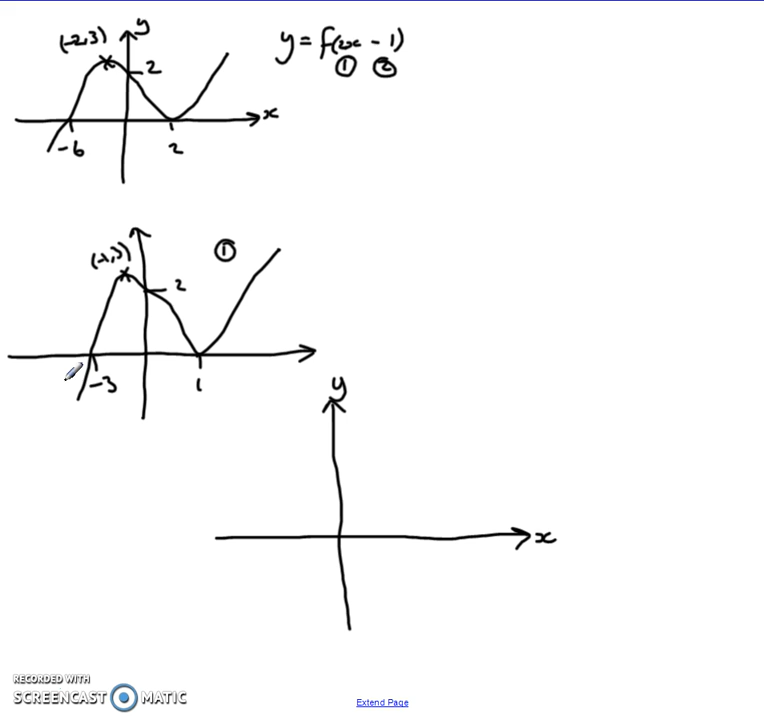 (-2,3) y
2
-6 2 x
y = f(2x - 1)
① ②
(-1,3) ①
2
-3 1
y
x
RECORDED WITH
SCREENCAST MATIC
Extend Page